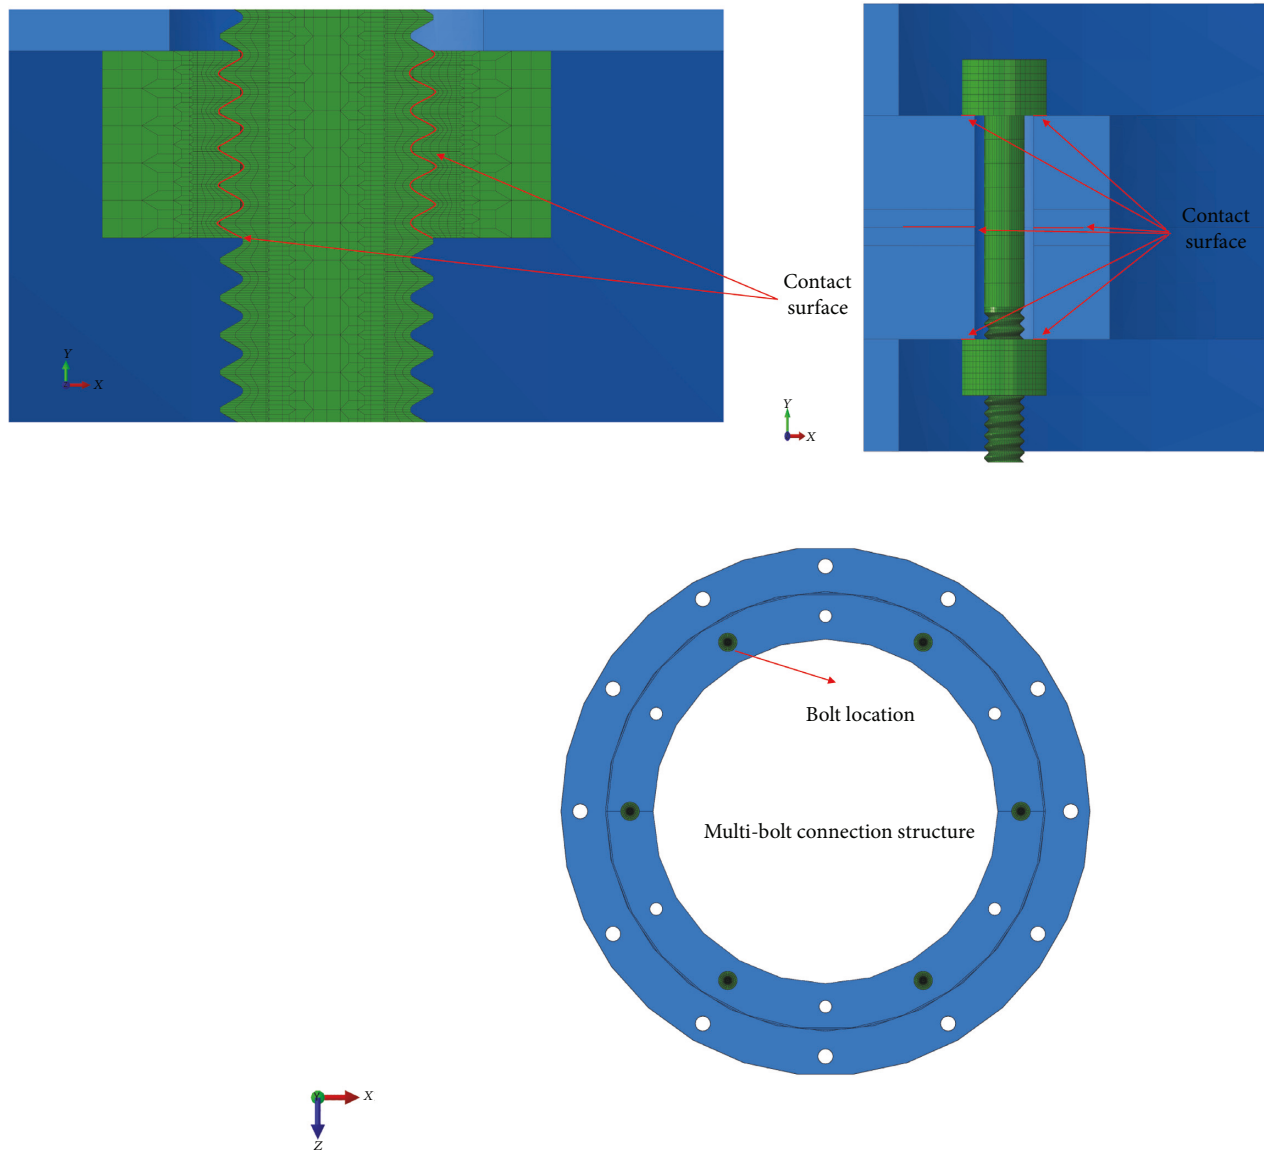 Contact
surface
Y
X
Contact
surface
Y
X
Bolt location
Multi-bolt connection structure
Y
X
Z